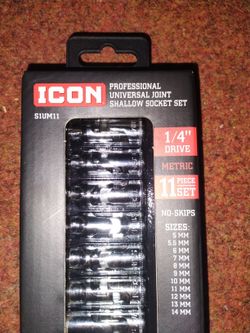 ICON
PROFESSIONAL
UNIVERSAL JOINT
SHALLOW SOCKET SET
S1UM11
1/4"
DRIVE
METRIC
11 PIECE SET
NO-SKIPS
SIZES:
5 MM
5.5 MM
6 MM
7 MM
8 MM
9 MM
10 MM
11 MM
12 MM
13 MM
14 MM